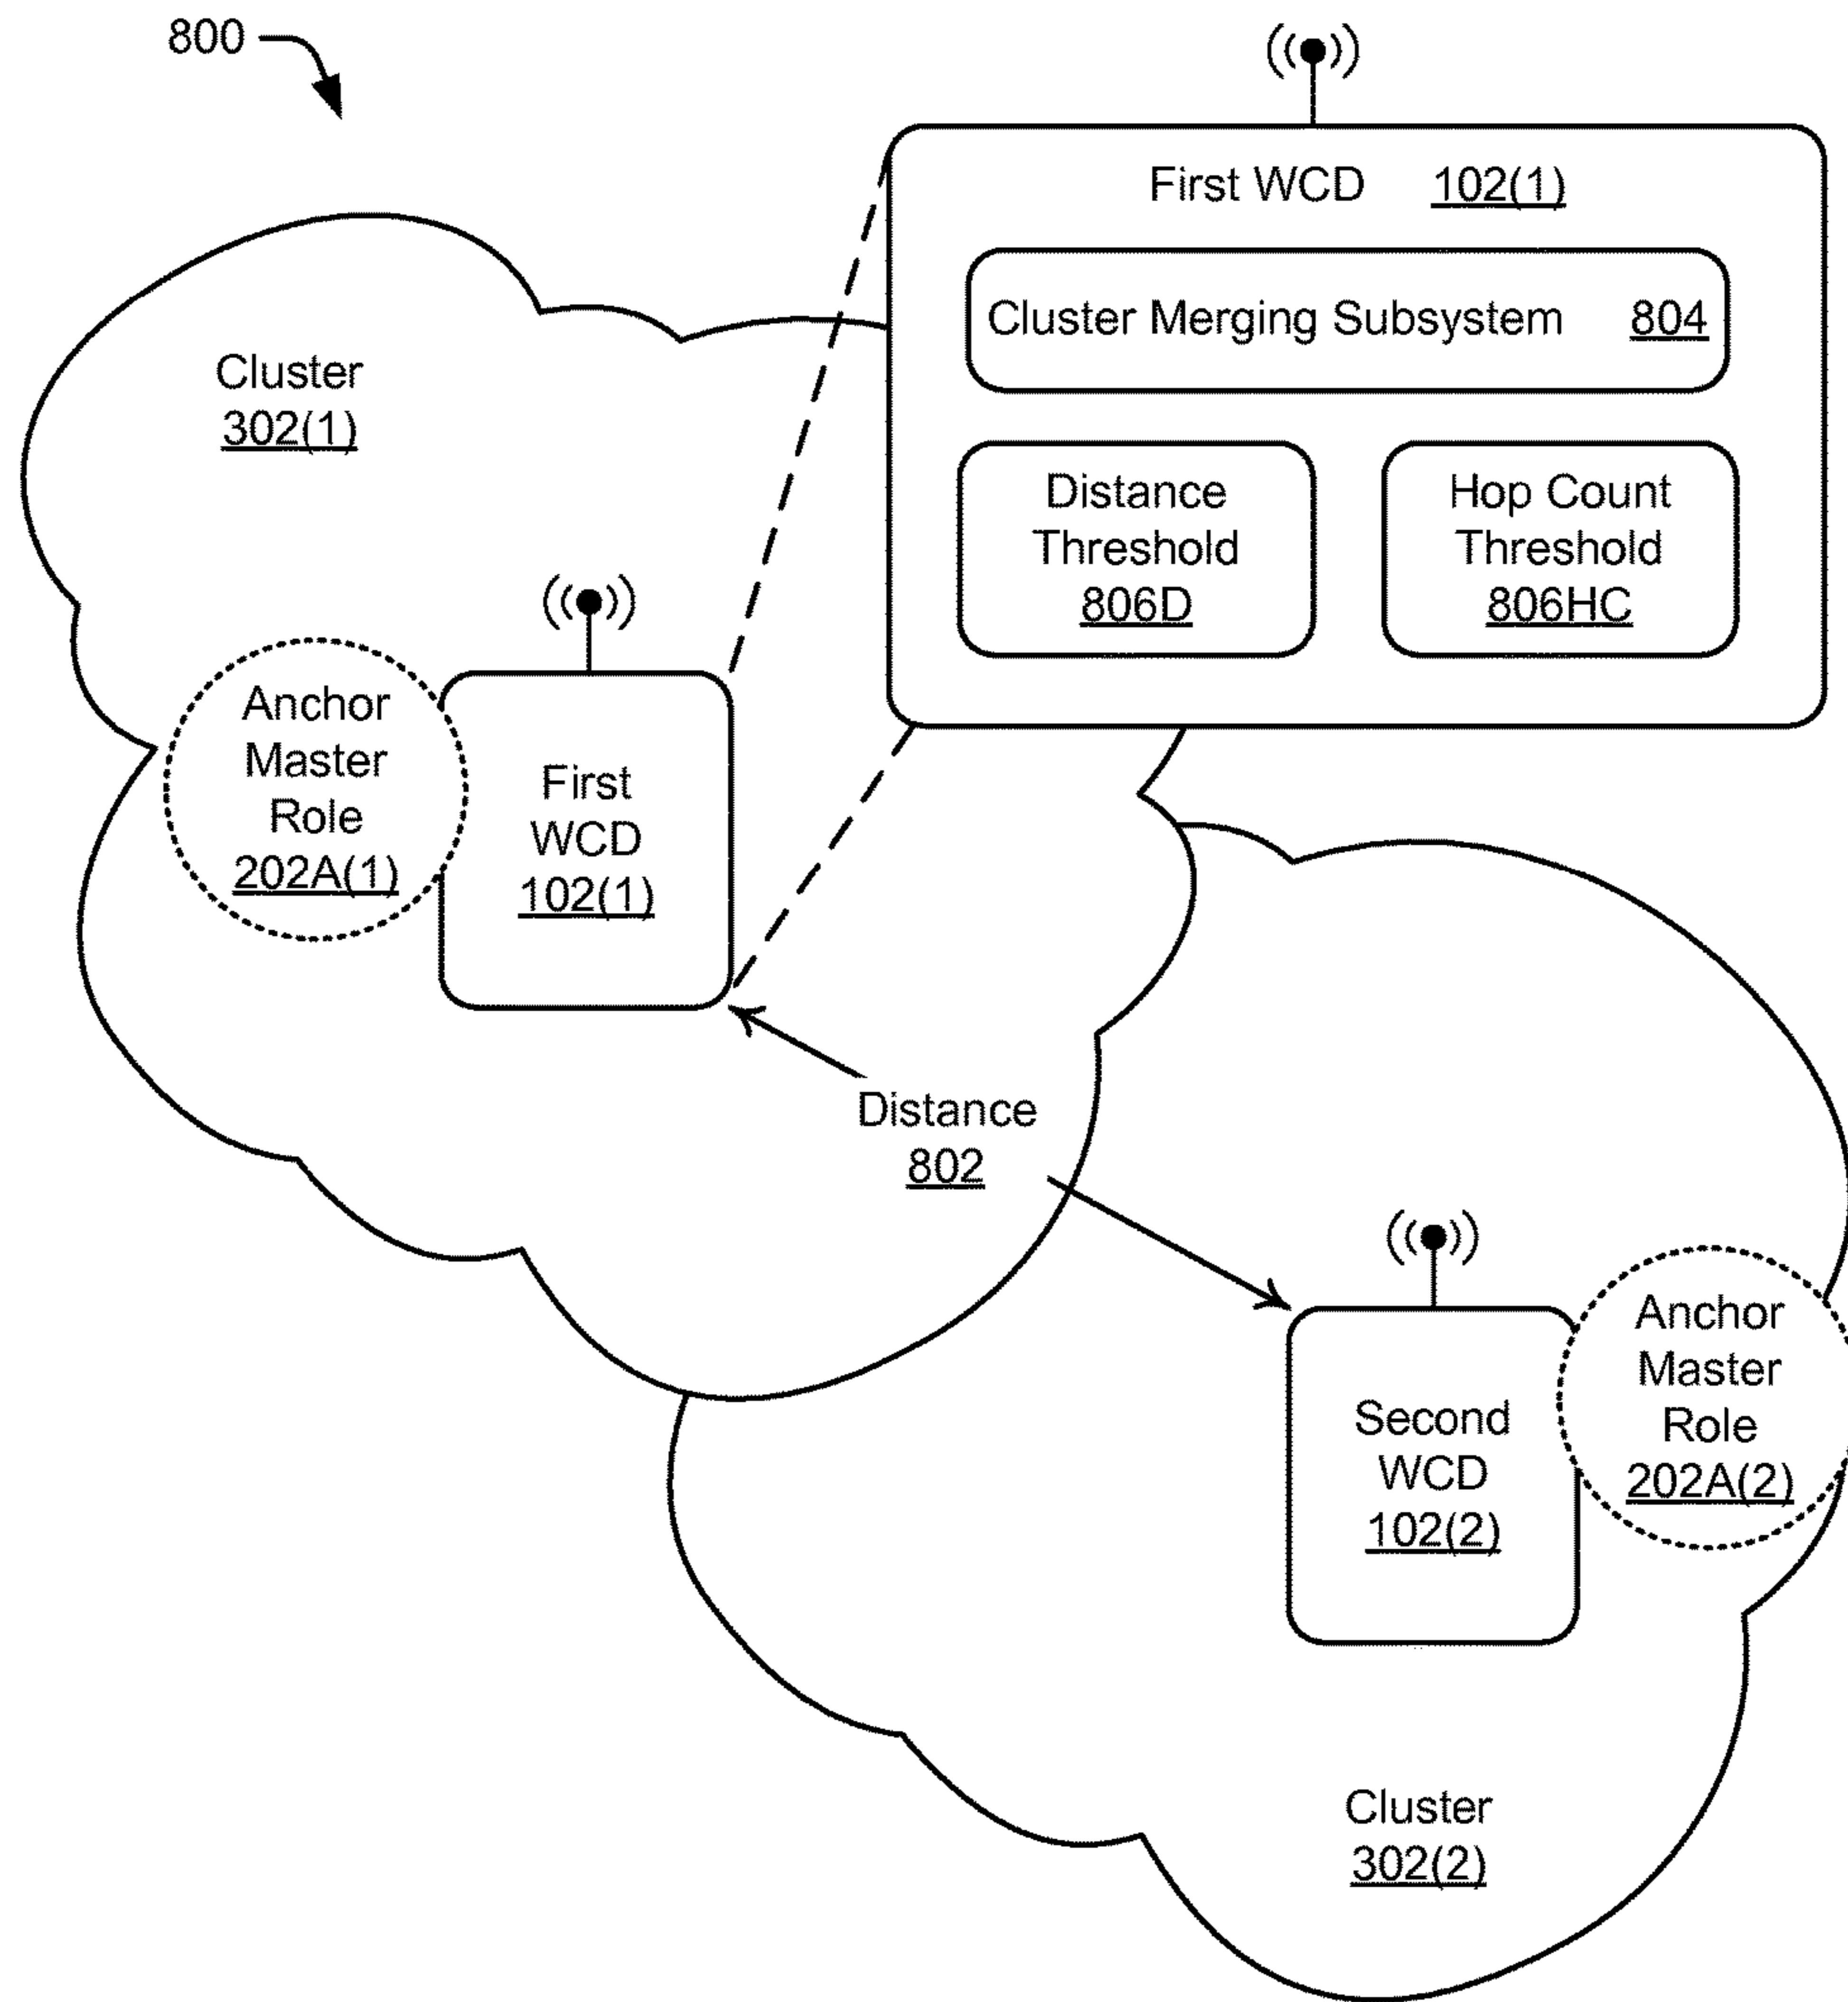 800
First WCD 102(1)
Cluster Merging Subsystem 804
Distance
Threshold
806D
Hop Count
Threshold
806HC
Cluster
302(1)
Anchor
Master
Role
202A(1)
First
WCD
102(1)
Distance
802
Second
WCD
102(2)
Anchor
Master
Role
202A(2)
Cluster
302(2)